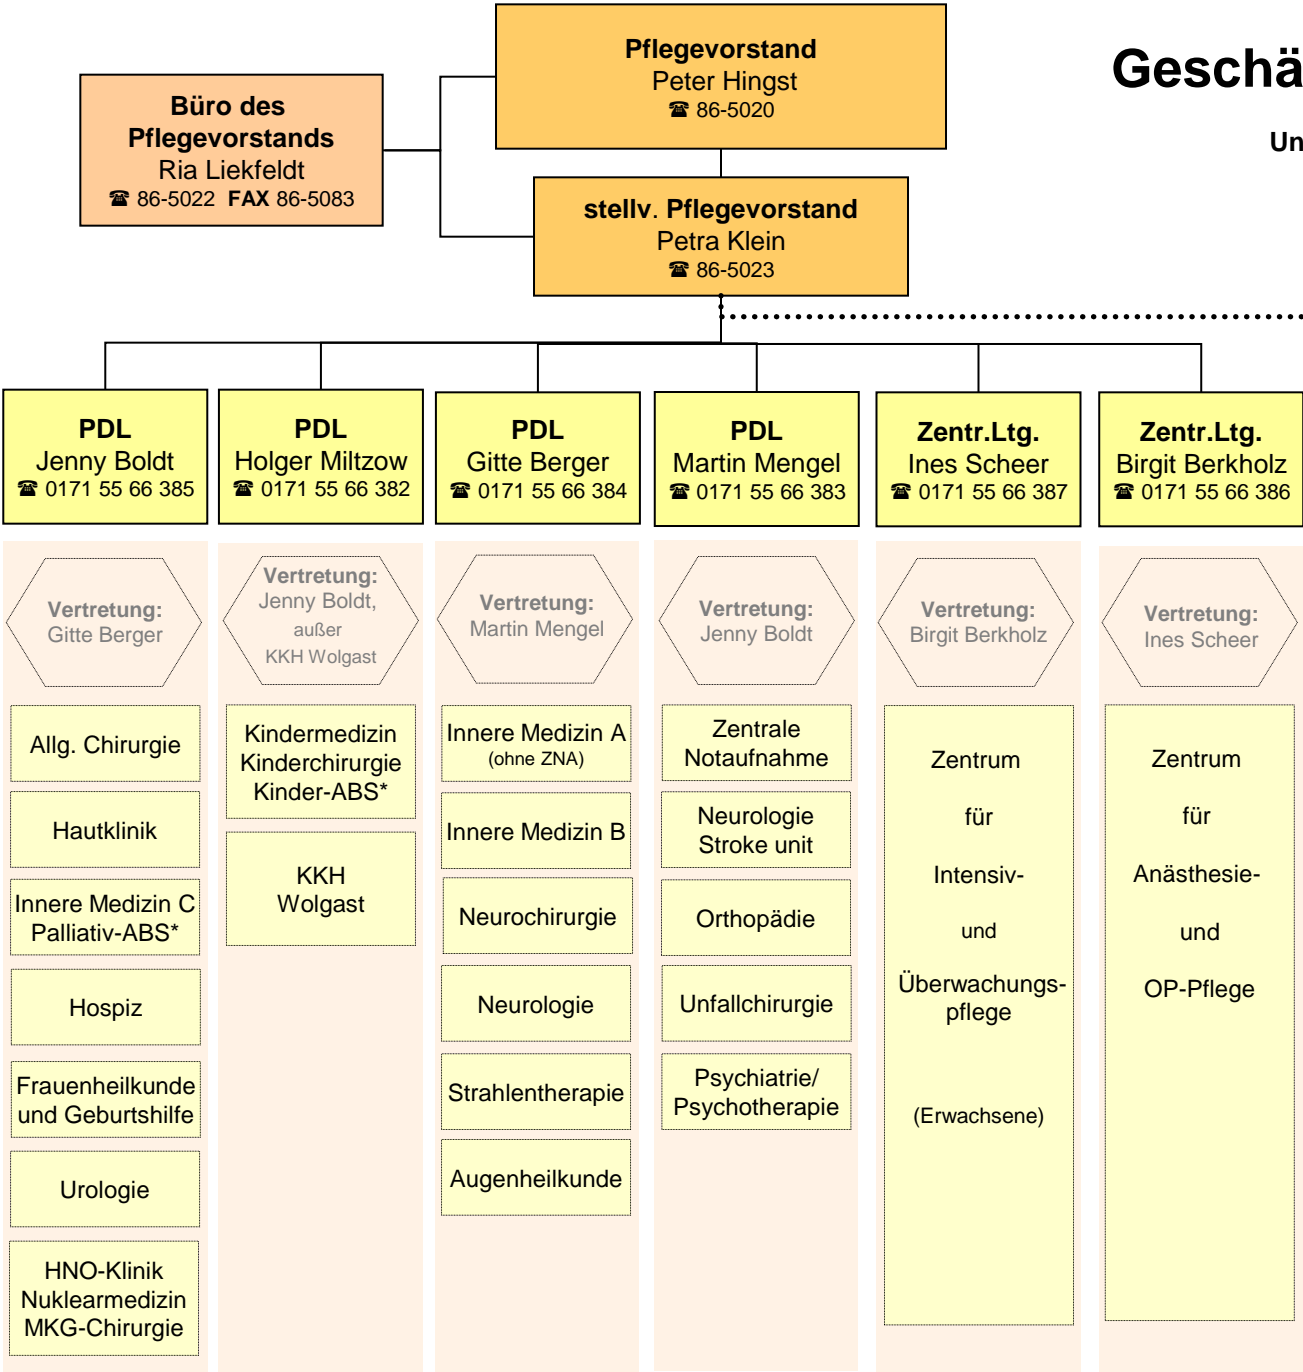 Pflegevorstand
Peter Hingst
☎ 86-5020
Geschä
Un
Büro des
Pflegevorstands
Ria Liekfeldt
☎ 86-5022 FAX 86-5083
stellv. Pflegevorstand
Petra Klein
☎ 86-5023
PDL
Jenny Boldt
☎ 0171 55 66 385
PDL
Holger Miltzow
☎ 0171 55 66 382
PDL
Gitte Berger
☎ 0171 55 66 384
PDL
Martin Mengel
☎ 0171 55 66 383
Zentr.Ltg.
Ines Scheer
☎ 0171 55 66 387
Zentr.Ltg.
Birgit Berkholz
☎ 0171 55 66 386
Vertretung:
Gitte Berger
Vertretung:
Jenny Boldt,
außer
KKH Wolgast
Vertretung:
Martin Mengel
Vertretung:
Jenny Boldt
Vertretung:
Birgit Berkholz
Vertretung:
Ines Scheer
Allg. Chirurgie
Hautklinik
Innere Medizin C
Palliativ-ABS*
Hospiz
Frauenheilkunde
und Geburtshilfe
Urologie
HNO-Klinik
Nuklearmedizin
MKG-Chirurgie
Kindermedizin
Kinderchirurgie
Kinder-ABS*
KKH
Wolgast
Innere Medizin A
(ohne ZNA)
Innere Medizin B
Neurochirurgie
Neurologie
Strahlentherapie
Augenheilkunde
Zentrale
Notaufnahme
Neurologie
Stroke unit
Orthopädie
Unfallchirurgie
Psychiatrie/
Psychotherapie
Zentrum
für
Intensiv-
und
Überwachungs-
pflege
(Erwachsene)
Zentrum
für
Anästhesie-
und
OP-Pflege